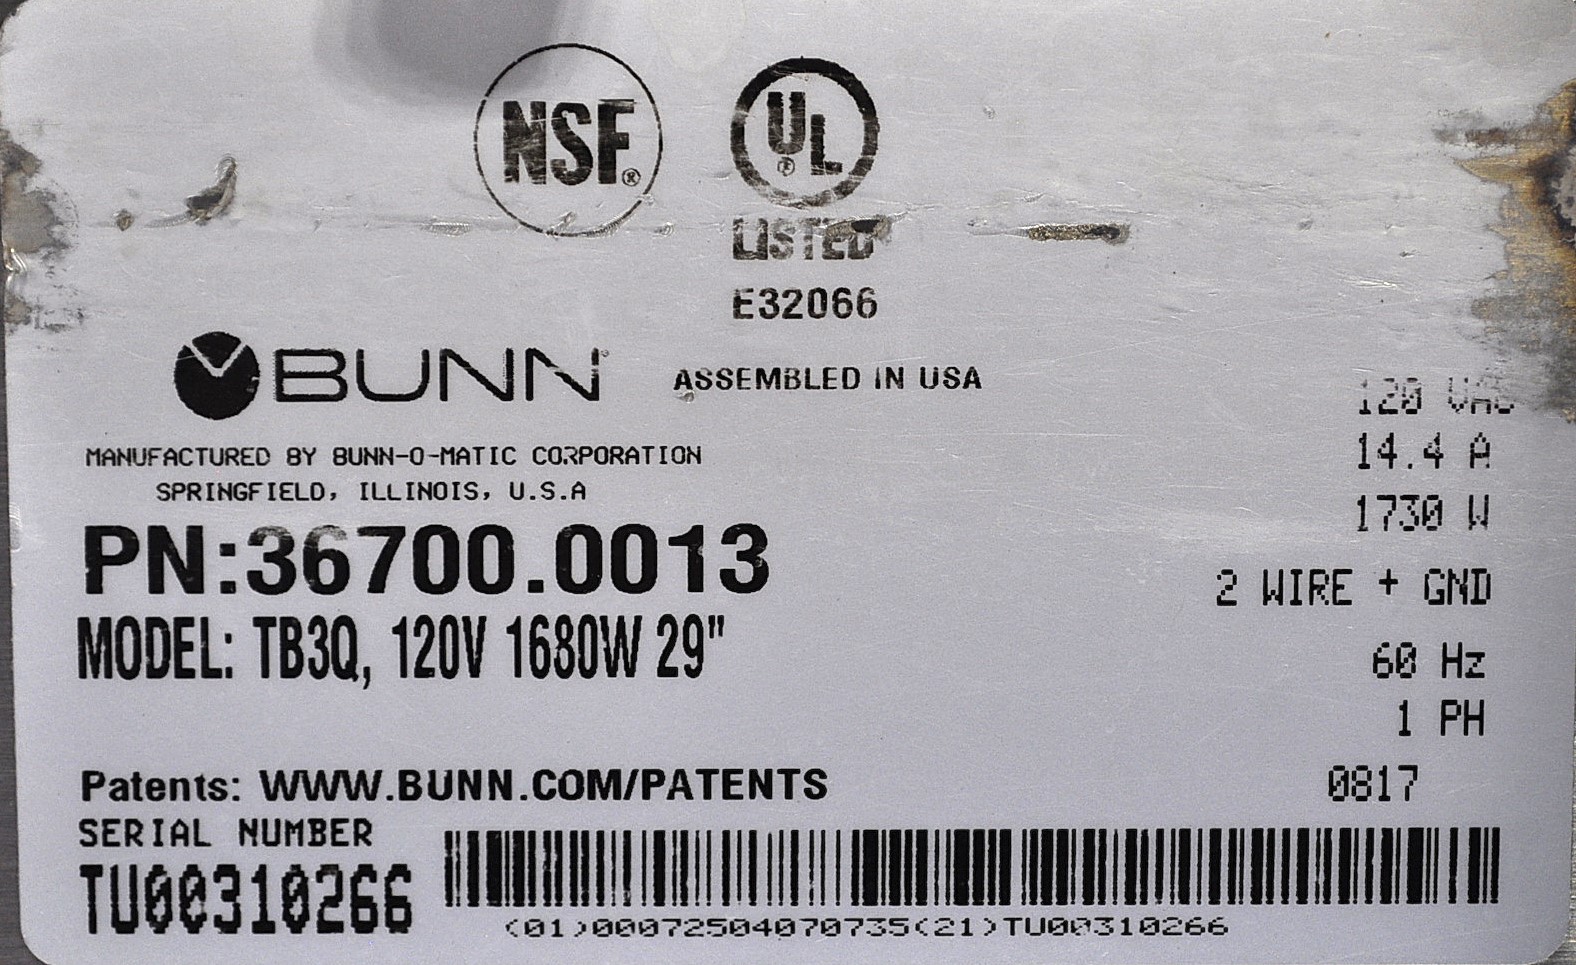 NSF®
UL®
LISTED
E32066
BUNN®
ASSEMBLED IN USA
120 VAC
14.4 A
MANUFACTURED BY BUNN-O-MATIC CORPORATION
SPRINGFIELD, ILLINOIS, U.S.A
1730 W
PN:36700.0013
2 WIRE + GND
MODEL: TB3Q, 120V 1680W 29"
60 Hz
1 PH
Patents: WWW.BUNN.COM/PATENTS
0817
SERIAL NUMBER
TU00310266
(01)00072504070735(21)TU00310266